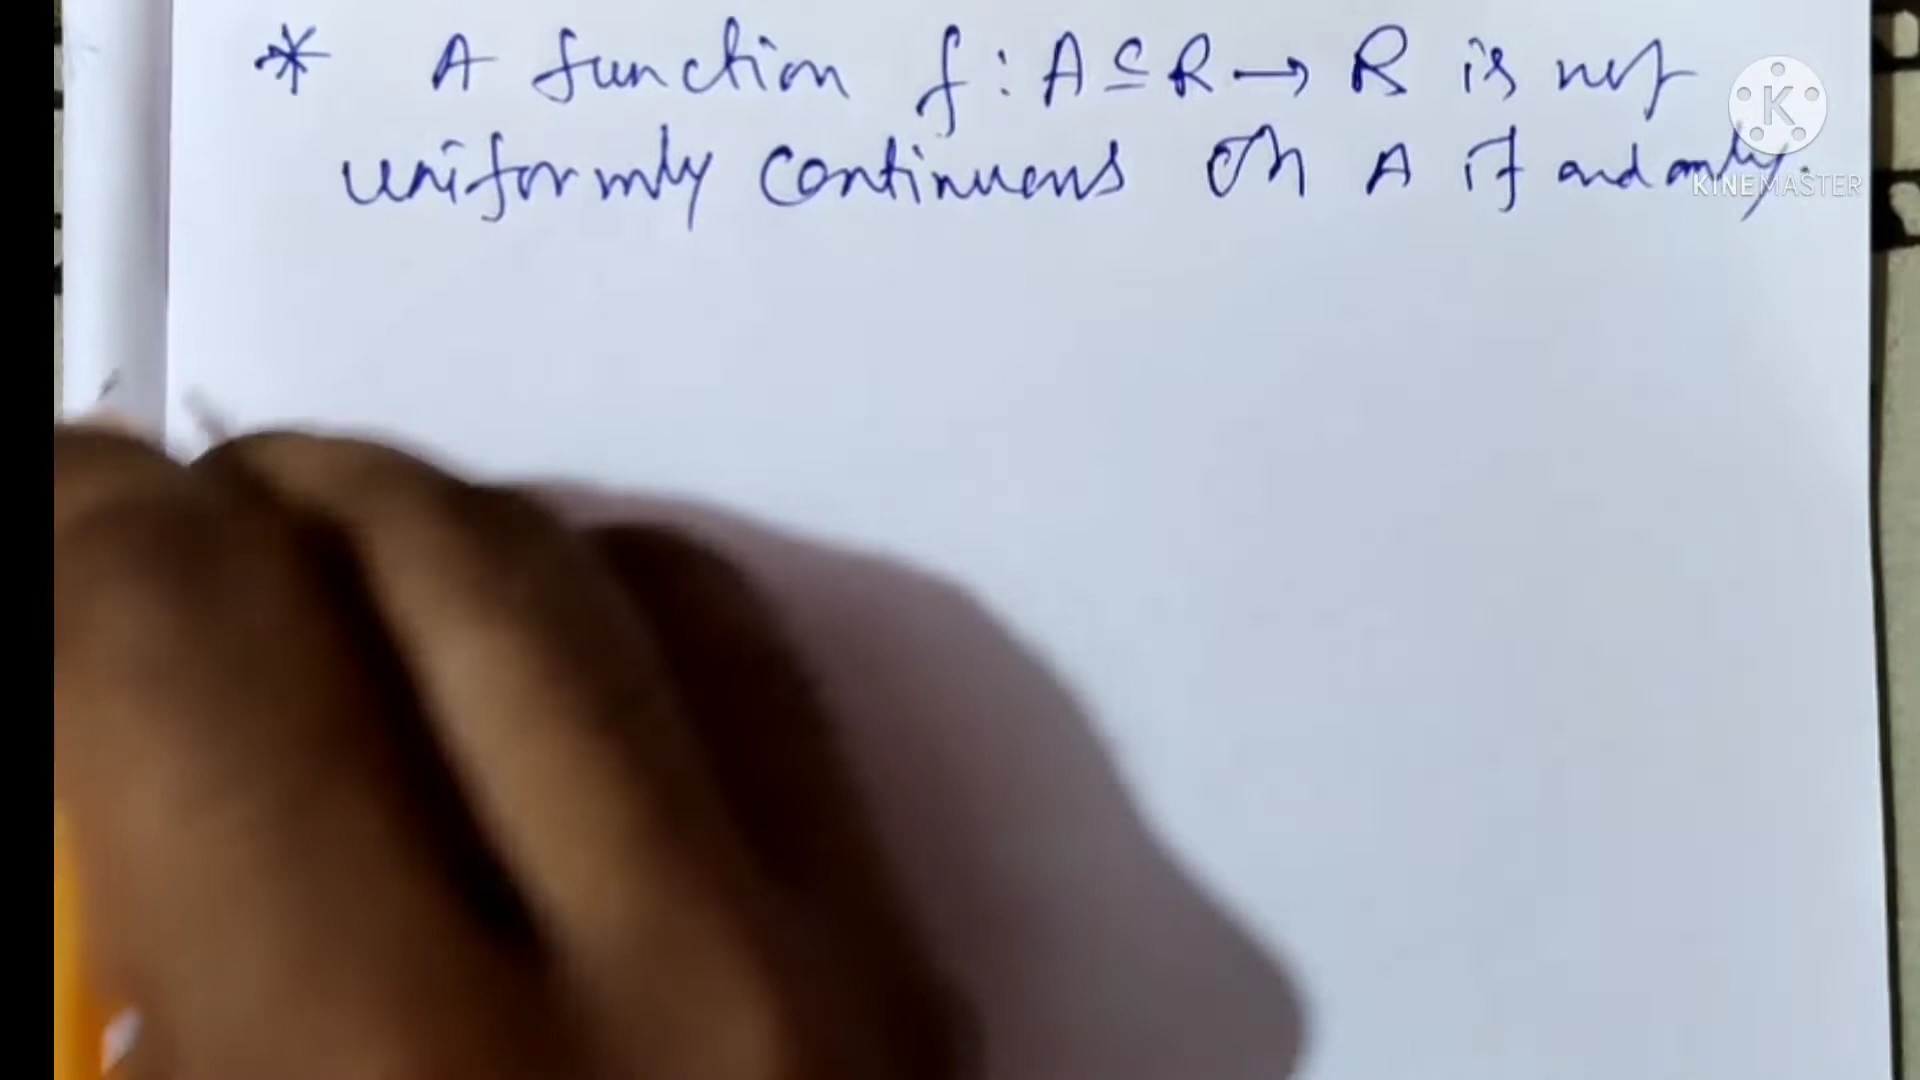 * A function f : A ⊆ R → R is not
uniformly continuous on A if and only.
K
KINEMASTER